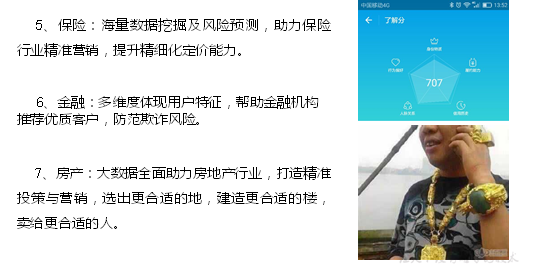 5、保险：海量数据挖掘及风险预测，助力保险
行业精准营销，提升精细化定价能力。
6、金融：多维度体现用户特征，帮助金融机构
推荐优质客户，防范欺诈风险。
7、房产：大数据全面助力房地产行业，打造精准
投策与营销，选出更合适的地，建造更合适的楼，
卖给更合适的人。
中国移动4G
13:52
了解分
707